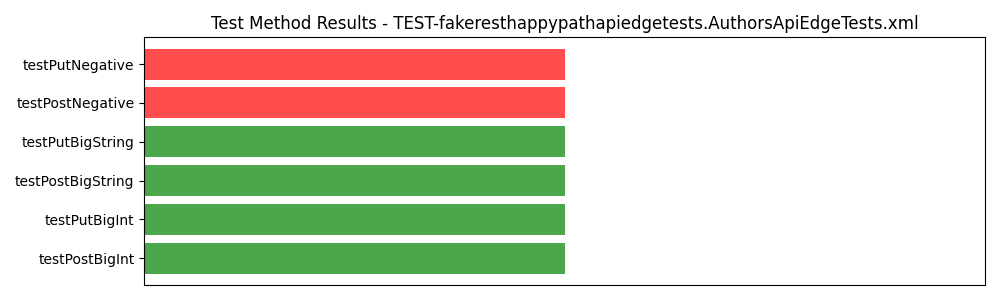 Test Method Results - TEST-fakeresthappypathapiedgetests.AuthorsApiEdgeTests.xml
testPutNegative
testPostNegative
testPutBigString
testPostBigString
testPutBigInt
testPostBigInt